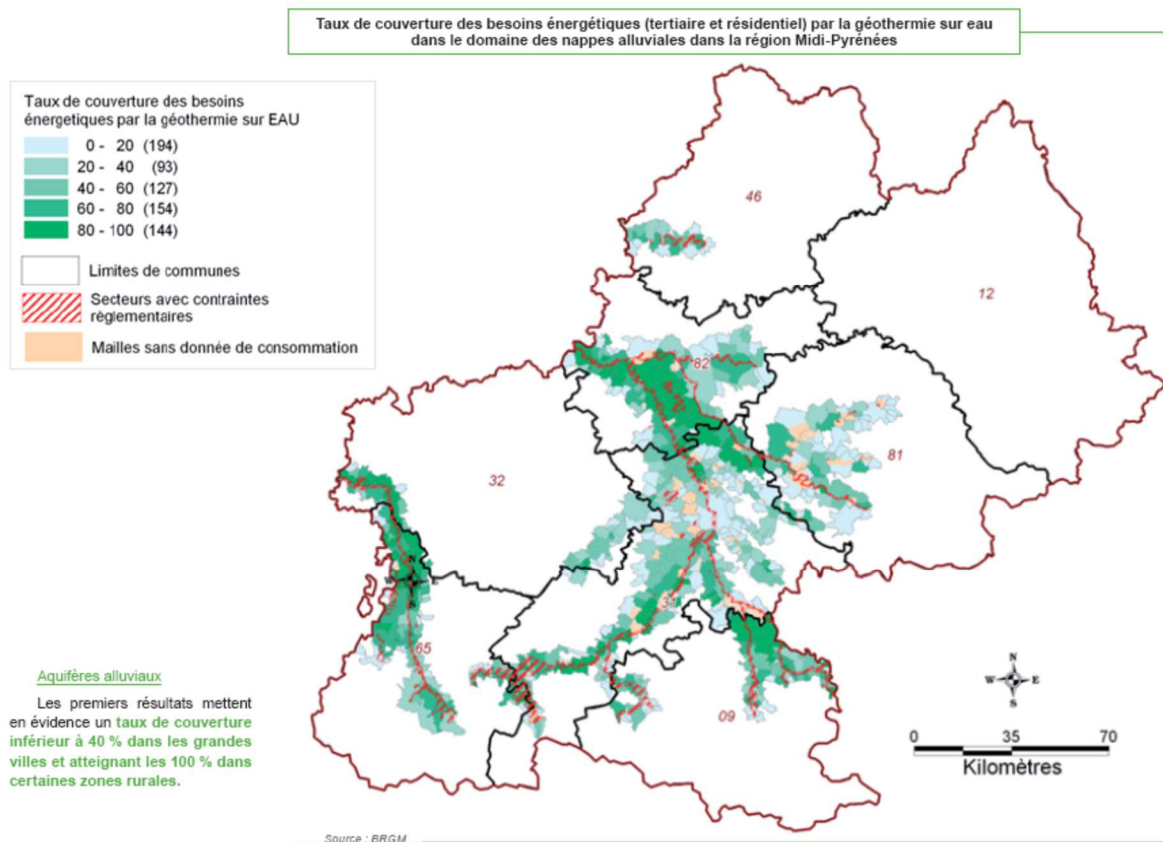 Taux de couverture des besoins énergétiques (tertiaire et résidentiel) par la géothermie sur eau
dans le domaine des nappes alluviales dans la région Midi-Pyrénées
Taux de couverture des besoins
énergetiques par la géothermie sur EAU
0 - 20 (194)
20 - 40 (93)
40 - 60 (127)
60 - 80 (154)
80 - 100 (144)
Limites de communes
Secteurs avec contraintes
règlementaires
Mailles sans donnée de consommation
46
12
82
81
32
31
65
09
N
W E
S
N
W E
S
0 35 70
Kilomètres
Aquifères alluviaux
Les premiers résultats mettent
en évidence un taux de couverture
inférieur à 40 % dans les grandes
villes et atteignant les 100 % dans
certaines zones rurales.
Source : BRGM